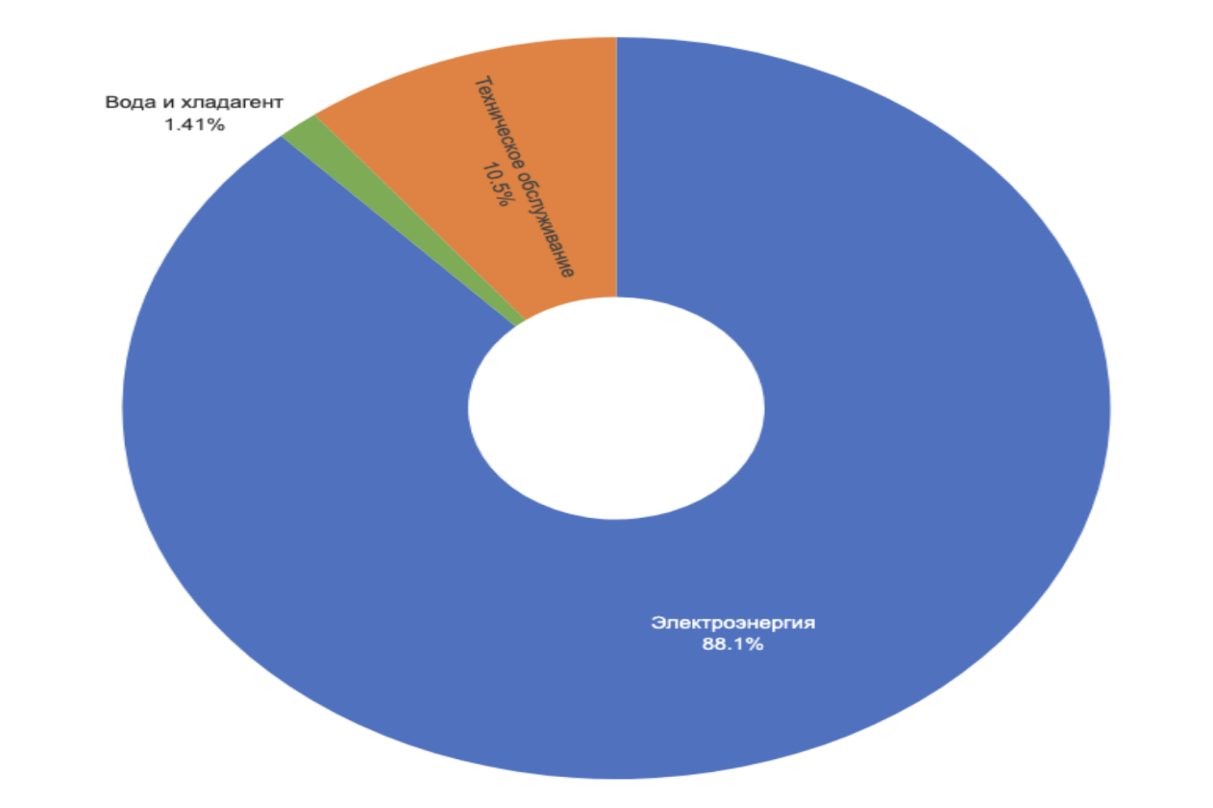 Вода и хладагент
1.41%
Техническое обслуживание
10.5%
Электроэнергия
88.1%